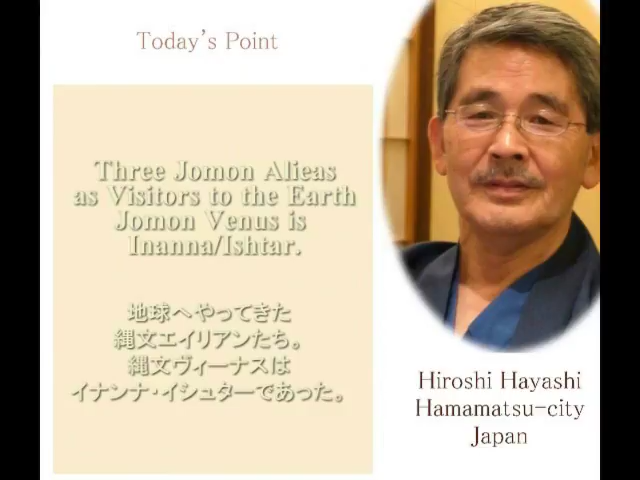 Today's Point
Three Jomon Alieas
as Visitors to the Earth
Jomon Venus is
Inanna/Ishtar.
地球へやってきた
縄文エイリアンたち。
縄文ヴィーナスは
イナンナ・イシュターであった。
Hiroshi Hayashi
Hamamatsu-city
Japan